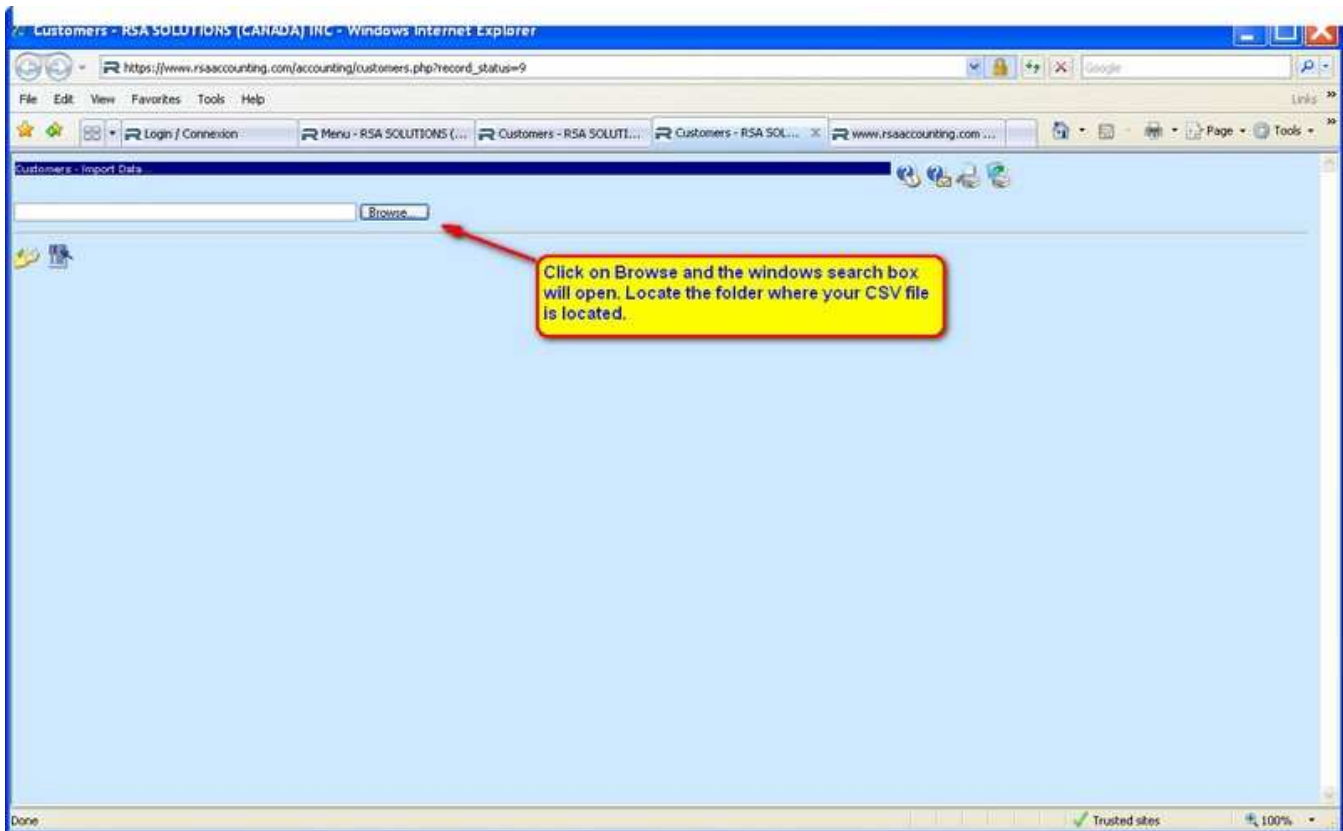 Customers - RSA SOLUTIONS (CANADA) INC - Windows Internet Explorer
https://www.rsaaccounting.com/accounting/customers.php?record_status=9
Google
File Edit View Favorites Tools Help
Links »
Login / Connexion
Menu - RSA SOLUTIONS (...
Customers - RSA SOLUTI...
Customers - RSA SOL...
www.rsaaccounting.com ...
Page
Tools
»
Customers - Import Data...
Browse...
Click on Browse and the windows search box
will open. Locate the folder where your CSV file
is located.
Done
Trusted sites
100%